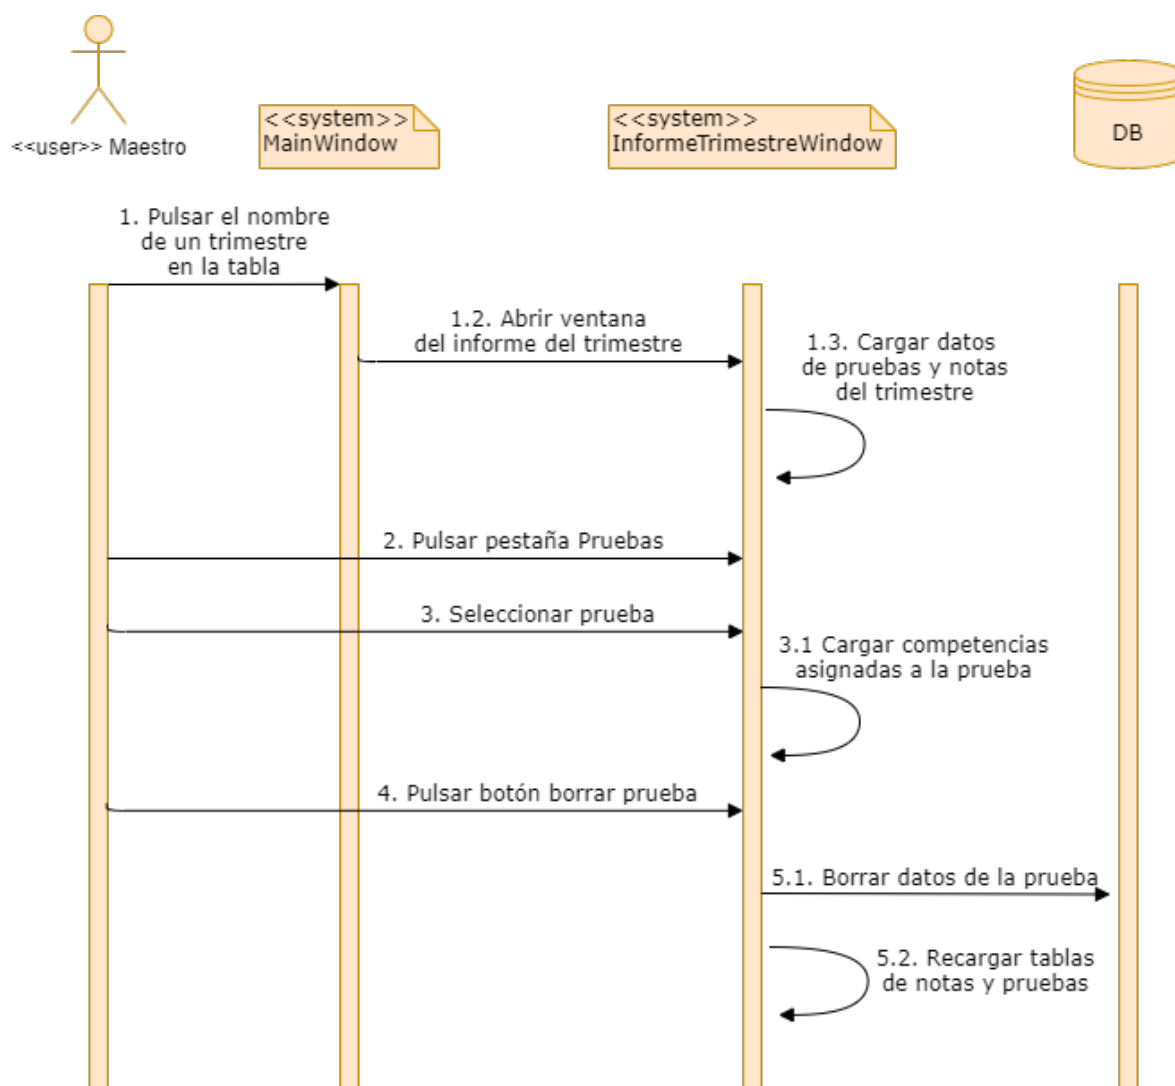 <<user>> Maestro
<<system>>
MainWindow
<<system>>
InformeTrimestreWindow
DB
1. Pulsar el nombre
de un trimestre
en la tabla
1.2. Abrir ventana
del informe del trimestre
1.3. Cargar datos
de pruebas y notas
del trimestre
2. Pulsar pestaña Pruebas
3. Seleccionar prueba
3.1 Cargar competencias
asignadas a la prueba
4. Pulsar botón borrar prueba
5.1. Borrar datos de la prueba
5.2. Recargar tablas
de notas y pruebas